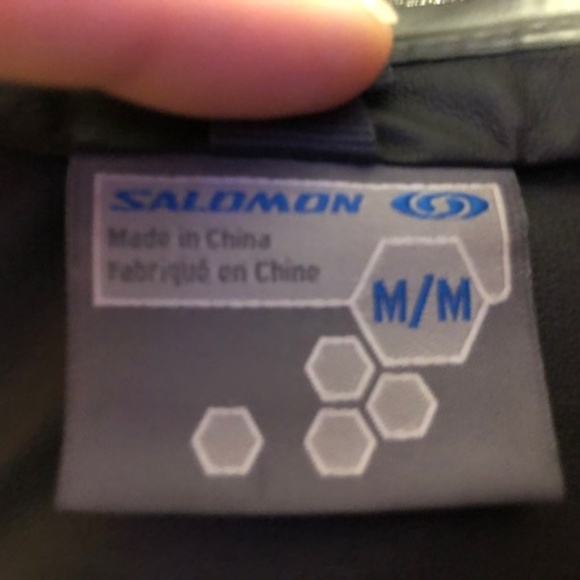 SALOMON
Made in China
Fabriqué en Chine
M/M